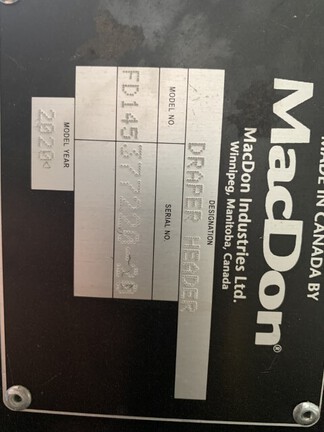 MADE IN CANADA BY
MacDon®
MacDon Industries Ltd.
Winnipeg, Manitoba, Canada
DESIGNATION
DRAPER HEADER
MODEL NO.
SERIAL NO.
FD145
MODEL YEAR
2020